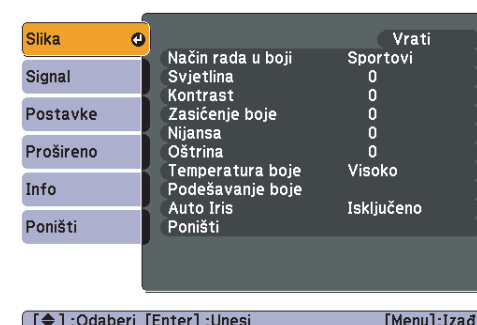 Slika
Signal
Postavke
Prošireno
Info
Poništi
Vrati
Način rada u boji Sportovi
Svjetlina 0
Kontrast 0
Zasićenje boje 0
Nijansa 0
Oštrina 0
Temperatura boje Visoko
Podešavanje boje
Auto Iris Isključeno
Poništi
[ ] :Odaberi [Enter] :Unesi [Menu]:Izađ